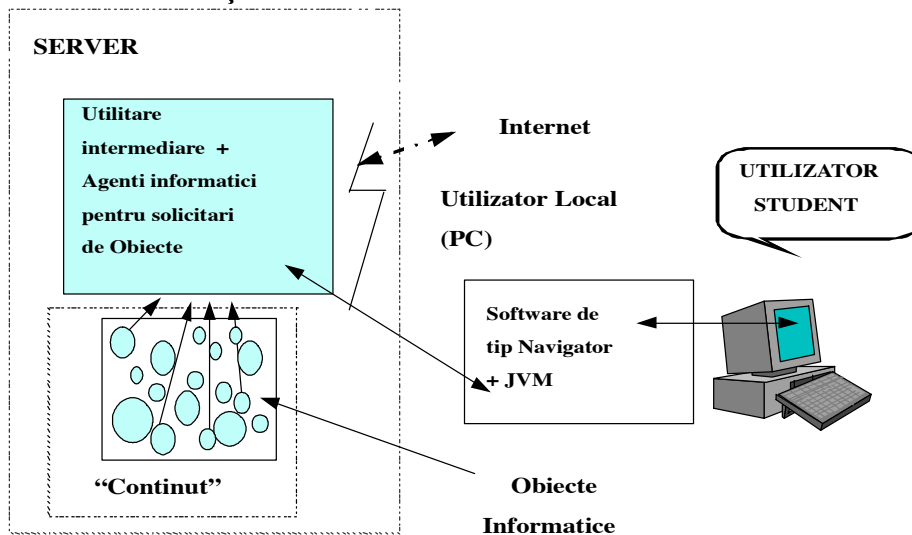 SERVER
Utilitare
intermediare +
Agenti informatici
pentru solicitari
de Obiecte
Internet
Utilizator Local
(PC)
UTILIZATOR
STUDENT
Software de
tip Navigator
+ JVM
“Continut”
Obiecte
Informatice